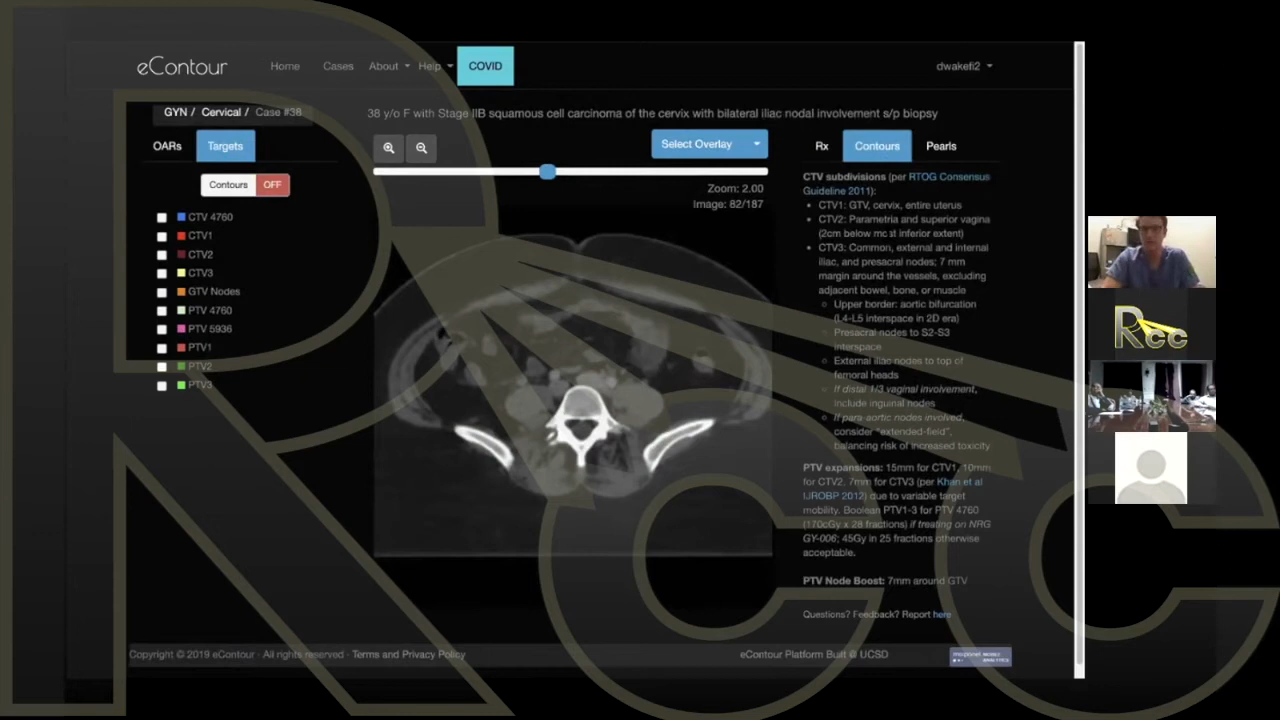 eContour
Home
Cases
About
Help
COVID
dwakefi2
GYN / Cervical / Case #38
38 y/o F with Stage IIB squamous cell carcinoma of the cervix with bilateral iliac nodal involvement s/p biopsy
OARs
Targets
Contours OFF
CTV 4760
CTV1
CTV2
CTV3
GTV Nodes
PTV 4760
PTV 5936
PTV1
PTV2
PTV3
Select Overlay
Zoom: 2.00
Image: 82/187
Rx
Contours
Pearls
CTV subdivisions (per RTOG Consensus
Guideline 2011):
CTV1: GTV, cervix, entire uterus
CTV2: Parametria and superior vagina
(2cm below most inferior extent)
CTV3: Common, external and internal
iliac, and presacral nodes; 7 mm
margin around the vessels, excluding
adjacent bowel, bone, or muscle
Upper border: aortic bifurcation
(L4-L5 interspace in 2D era)
Presacral nodes to S2-S3
interspace
External iliac nodes to top of
femoral heads
If distal 1/3 vaginal involvement,
include inguinal nodes
If para-aortic nodes involved,
consider "extended-field",
balancing risk of increased toxicity
PTV expansions: 15mm for CTV1, 10mm
for CTV2, 7mm for CTV3 (per Khan et al
IJROBP 2012) due to variable target
mobility. Boolean PTV1-3 for PTV 4760
(170cGy x 28 fractions) if treating on NRG
GY-006; 45Gy in 25 fractions otherwise
acceptable.
PTV Node Boost: 7mm around GTV
Questions? Feedback? Report here
Copyright © 2019 eContour · All rights reserved · Terms and Privacy Policy
eContour Platform Built @ UCSD
Rcc
Rcc